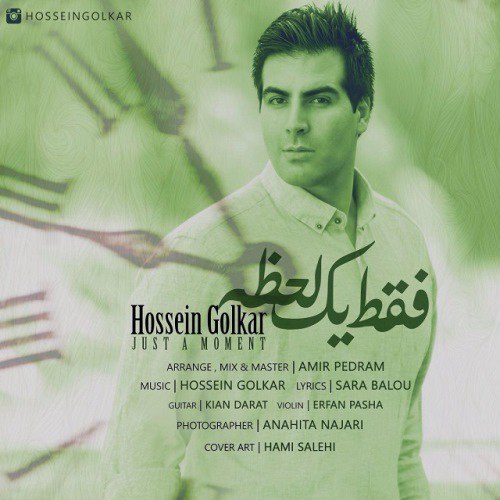 HOSSEINGOLKAR
فقط یک لحظه
Hossein Golkar
JUST A MOMENT
ARRANGE , MIX & MASTER | AMIR PEDRAM
MUSIC | HOSSEIN GOLKAR LYRICS | SARA BALOU
GUITAR | KIAN DARAT VIOLIN | ERFAN PASHA
PHOTOGRAPHER | ANAHITA NAJARI
COVER ART | HAMI SALEHI